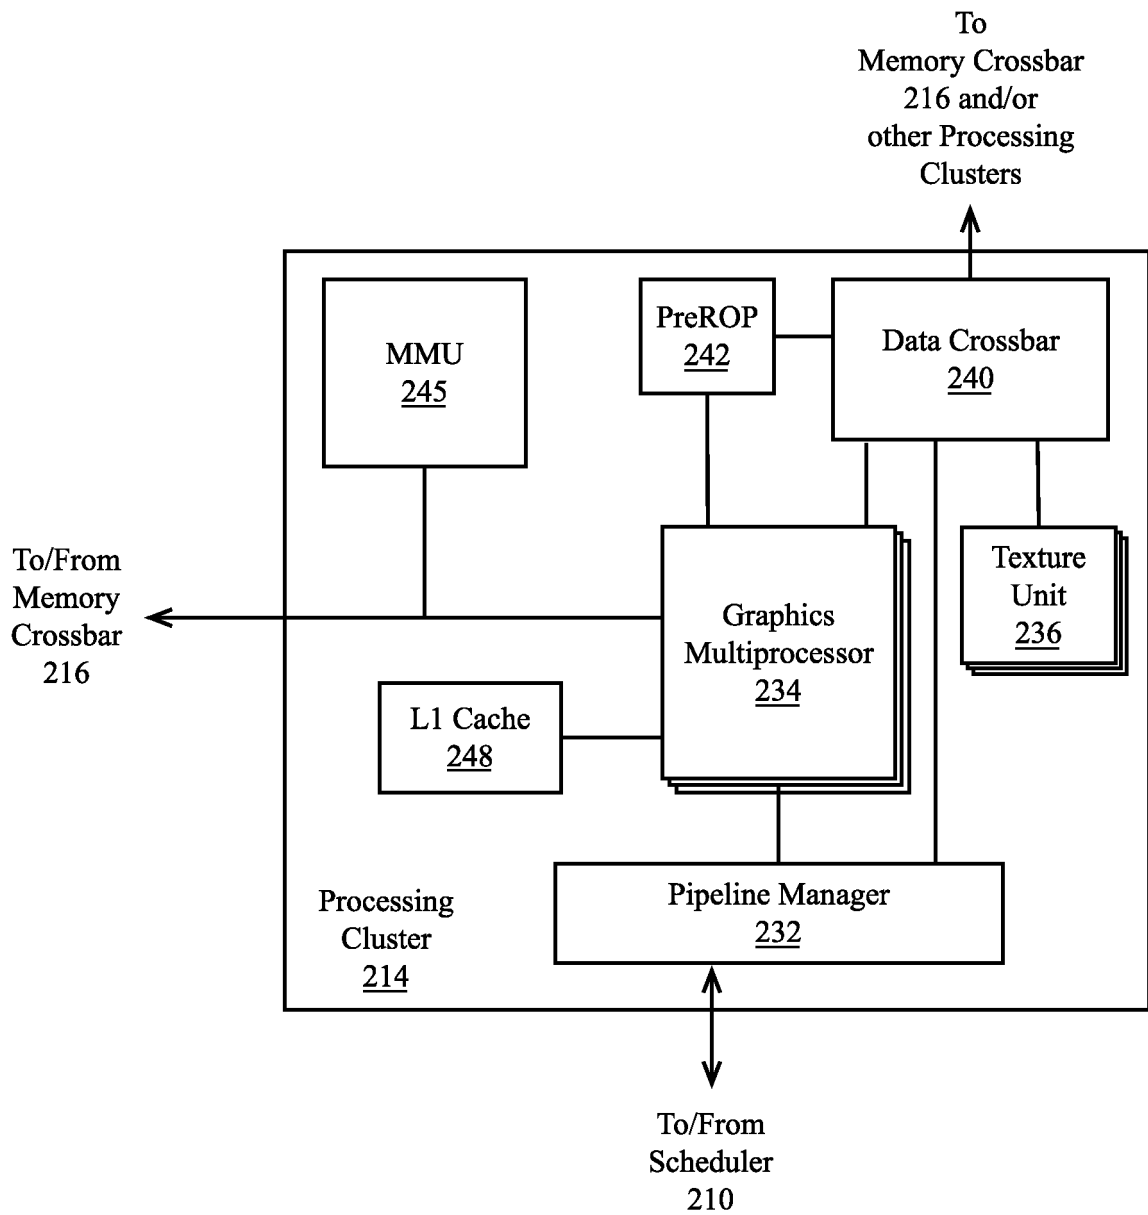 To
Memory Crossbar
216 and/or
other Processing
Clusters
MMU
245
PreROP
242
Data Crossbar
240
To/From
Memory
Crossbar
216
Graphics
Multiprocessor
234
Texture
Unit
236
L1 Cache
248
Pipeline Manager
232
Processing
Cluster
214
To/From
Scheduler
210